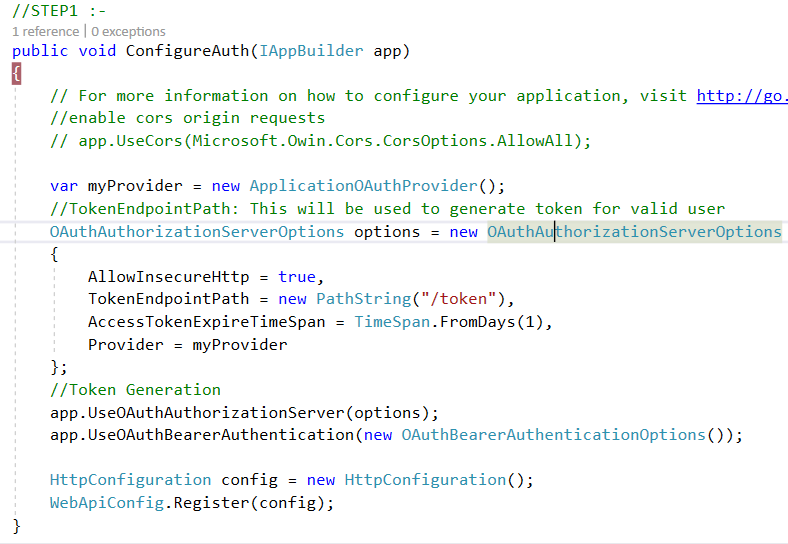 //STEP1 :-
1 reference | 0 exceptions
public void ConfigureAuth(IAppBuilder app)
{
// For more information on how to configure your application, visit http://go.
//enable cors origin requests
// app.UseCors(Microsoft.Owin.Cors.CorsOptions.AllowAll);
var myProvider = new ApplicationOAuthProvider();
//TokenEndpointPath: This will be used to generate token for valid user
OAuthAuthorizationServerOptions options = new OAuthAuthorizationServerOptions
{
AllowInsecureHttp = true,
TokenEndpointPath = new PathString("/token"),
AccessTokenExpireTimeSpan = TimeSpan.FromDays(1),
Provider = myProvider
};
//Token Generation
app.UseOAuthAuthorizationServer(options);
app.UseOAuthBearerAuthentication(new OAuthBearerAuthenticationOptions());
HttpConfiguration config = new HttpConfiguration();
WebApiConfig.Register(config);
}